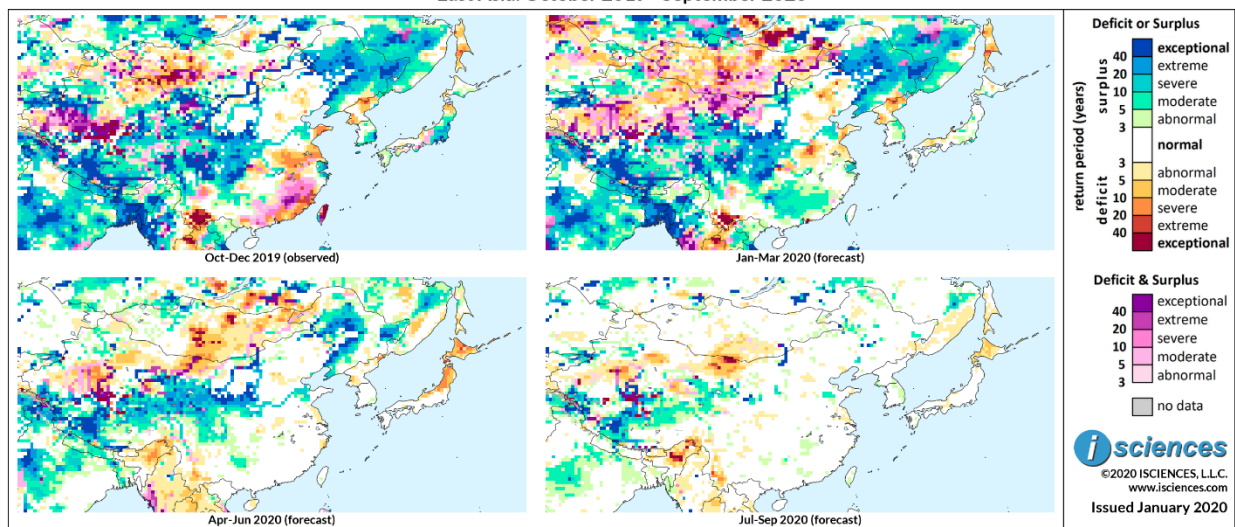 Oct-Dec 2019 (observed)
Jan-Mar 2020 (forecast)
Apr-Jun 2020 (forecast)
Jul-Sep 2020 (forecast)
Deficit or Surplus
return period (years)
surplus
deficit
exceptional
40
extreme
20
severe
10
moderate
5
abnormal
3
normal
3
abnormal
5
moderate
10
severe
20
extreme
40
exceptional
Deficit & Surplus
exceptional
40
extreme
20
severe
10
moderate
5
abnormal
3
no data
i sciences
©2020 ISCIENCES, L.L.C.
www.isciences.com
Issued January 2020